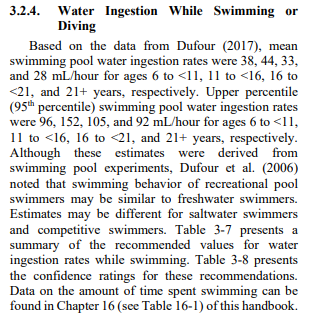 3.2.4. Water Ingestion While Swimming or
Diving
Based on the data from Dufour (2017), mean
swimming pool water ingestion rates were 38, 44, 33,
and 28 mL/hour for ages 6 to <11, 11 to <16, 16 to
<21, and 21+ years, respectively. Upper percentile
(95th percentile) swimming pool water ingestion rates
were 96, 152, 105, and 92 mL/hour for ages 6 to <11,
11 to <16, 16 to <21, and 21+ years, respectively.
Although these estimates were derived from
swimming pool experiments, Dufour et al. (2006)
noted that swimming behavior of recreational pool
swimmers may be similar to freshwater swimmers.
Estimates may be different for saltwater swimmers
and competitive swimmers. Table 3-7 presents a
summary of the recommended values for water
ingestion rates while swimming. Table 3-8 presents
the confidence ratings for these recommendations.
Data on the amount of time spent swimming can be
found in Chapter 16 (see Table 16-1) of this handbook.